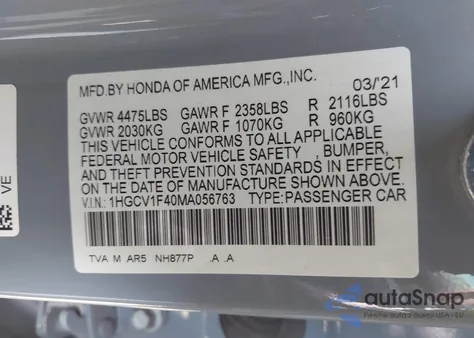 MFD.BY HONDA OF AMERICA MFG.,INC. 03/'21
GVWR 4475LBS GAWR F 2358LBS R 2116LBS
GVWR 2030KG GAWR F 1070KG R 960KG
THIS VEHICLE CONFORMS TO ALL APPLICABLE
FEDERAL MOTOR VEHICLE SAFETY , BUMPER,
AND THEFT PREVENTION STANDARDS IN EFFECT
ON THE DATE OF MANUFACTURE SHOWN ABOVE.
V.I.N: 1HGCV1F40MA056763 TYPE:PASSENGER CAR
TVA M AR5 NH877P .A .A
VE
autoSnap